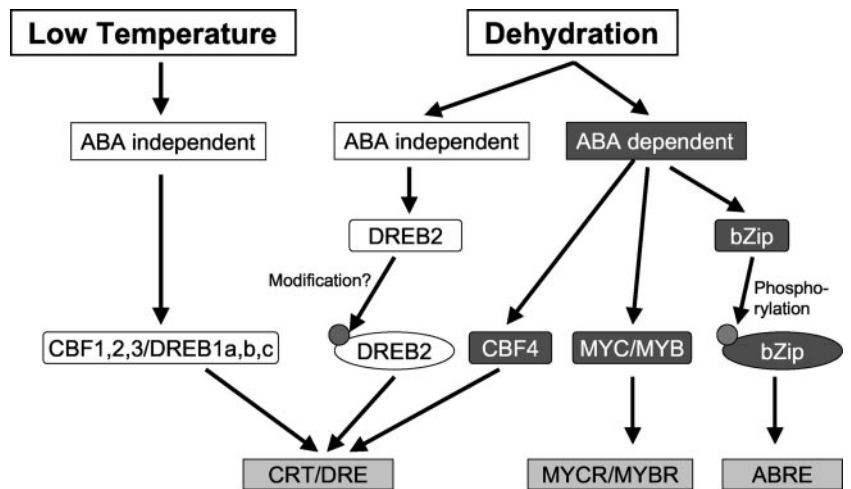 Low Temperature
Dehydration
ABA independent
ABA independent
ABA dependent
DREB2
bZip
Modification?
Phospho-
rylation
CBF1,2,3/DREB1a,b,c
DREB2
CBF4
MYC/MYB
bZip
CRT/DRE
MYCR/MYBR
ABRE